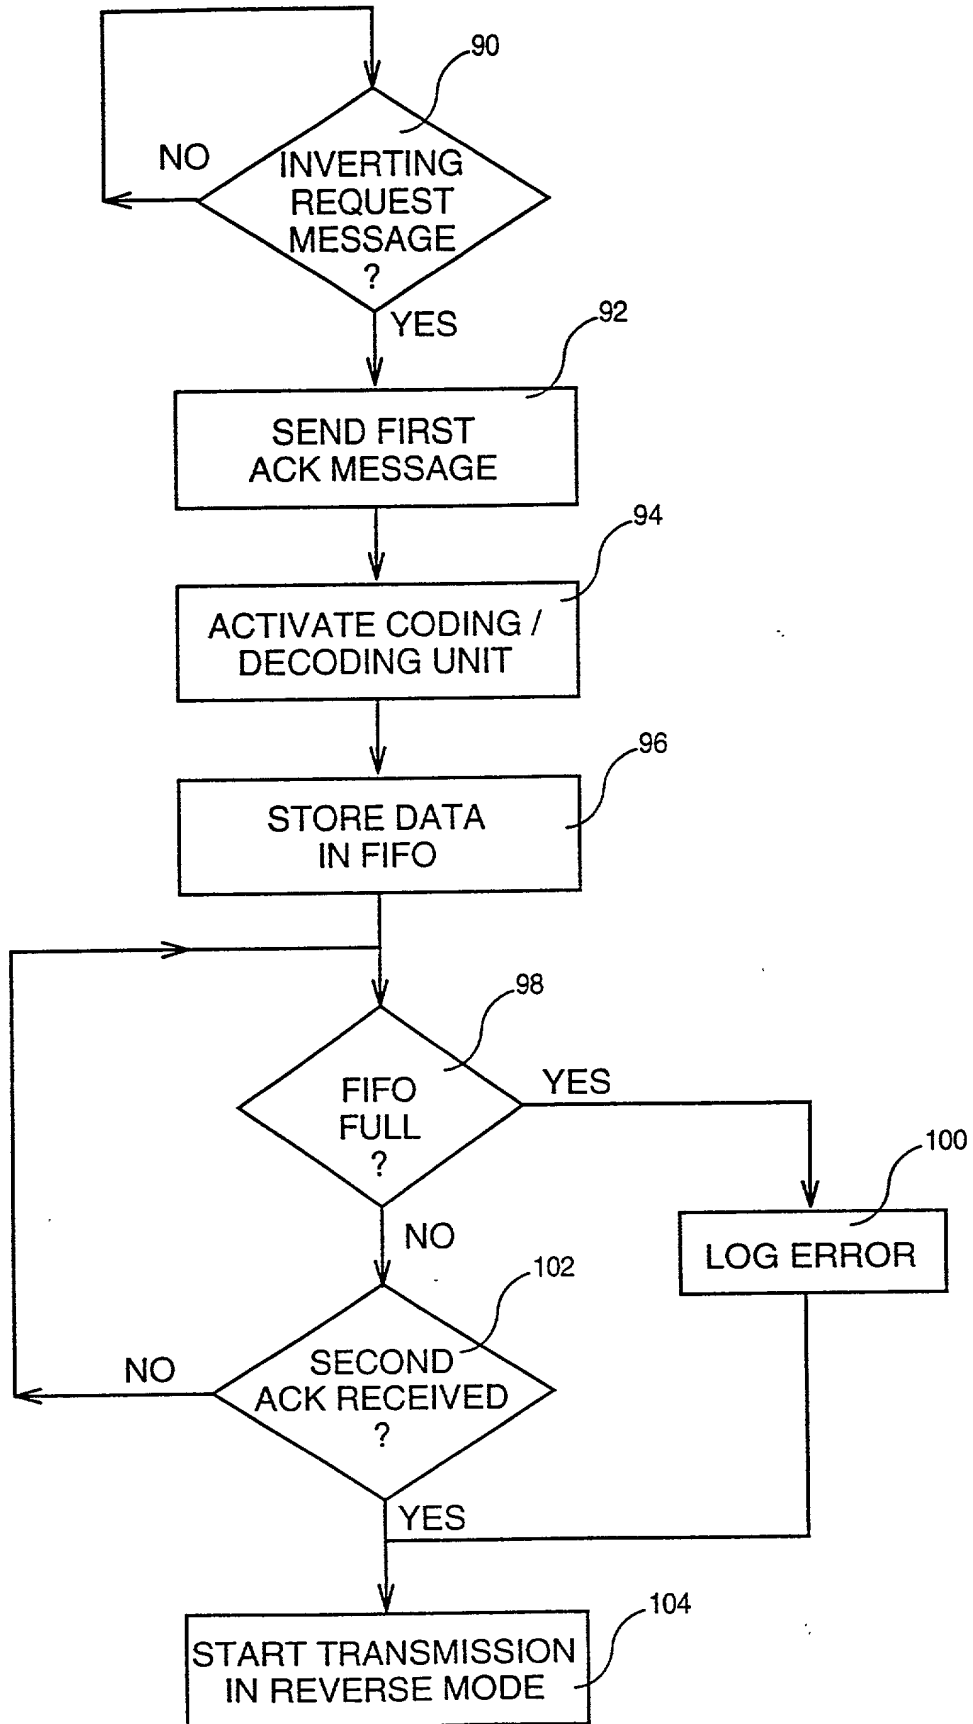 90
NO
INVERTING
REQUEST
MESSAGE
?
YES
92
SEND FIRST
ACK MESSAGE
94
ACTIVATE CODING /
DECODING UNIT
96
STORE DATA
IN FIFO
98
FIFO
FULL
?
YES
100
LOG ERROR
NO
102
SECOND
ACK RECEIVED
?
NO
YES
104
START TRANSMISSION
IN REVERSE MODE